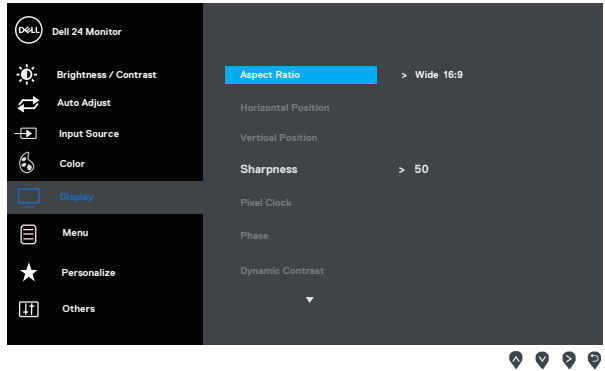 DELL
Dell 24 Monitor
Brightness / Contrast
Auto Adjust
Input Source
Color
Display
Menu
Personalize
Others
Aspect Ratio > Wide 16:9
Horizontal Position
Vertical Position
Sharpness > 50
Pixel Clock
Phase
Dynamic Contrast